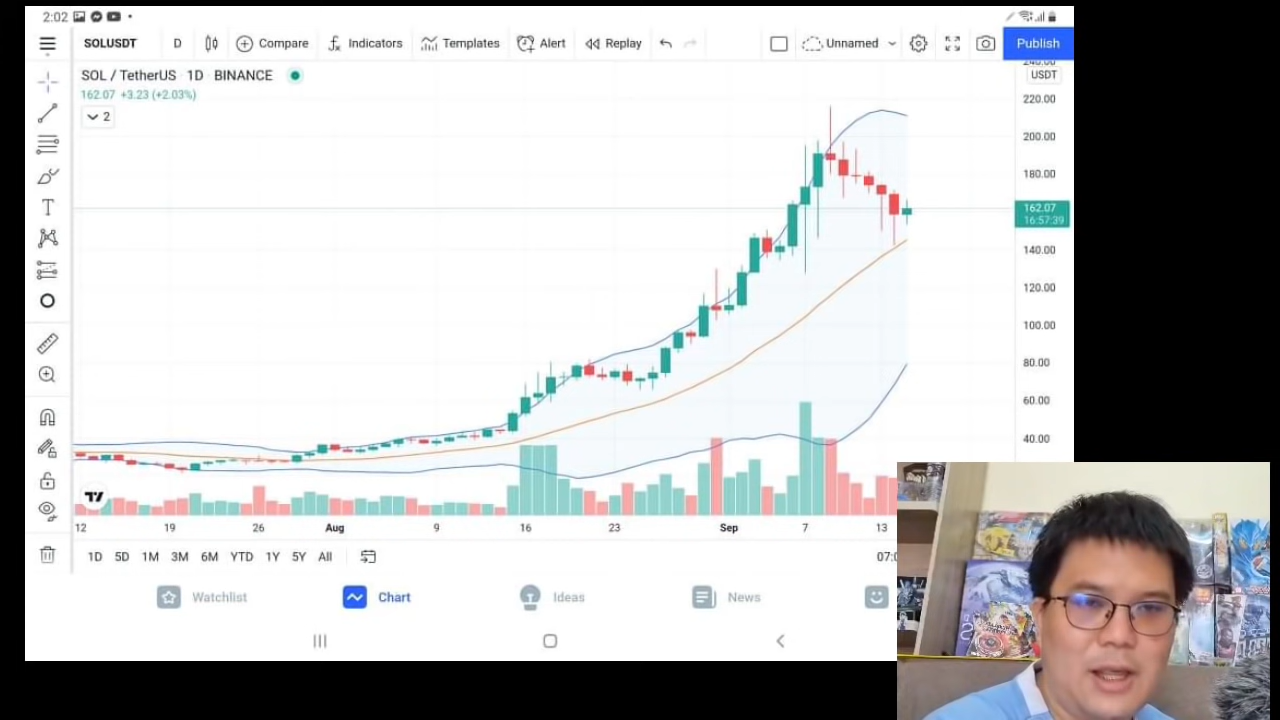 2:02
SOLUSDT D Compare Indicators Templates Alert Replay Unnamed Publish
SOL / TetherUS 1D BINANCE
162.07 +3.23 (+2.03%)
2
240.00
USDT
220.00
200.00
180.00
162.07
16:57:39
140.00
120.00
100.00
80.00
60.00
40.00
12 19 26 Aug 9 16 23 Sep 7 13
1D 5D 1M 3M 6M YTD 1Y 5Y All 07:0
Watchlist Chart Ideas News